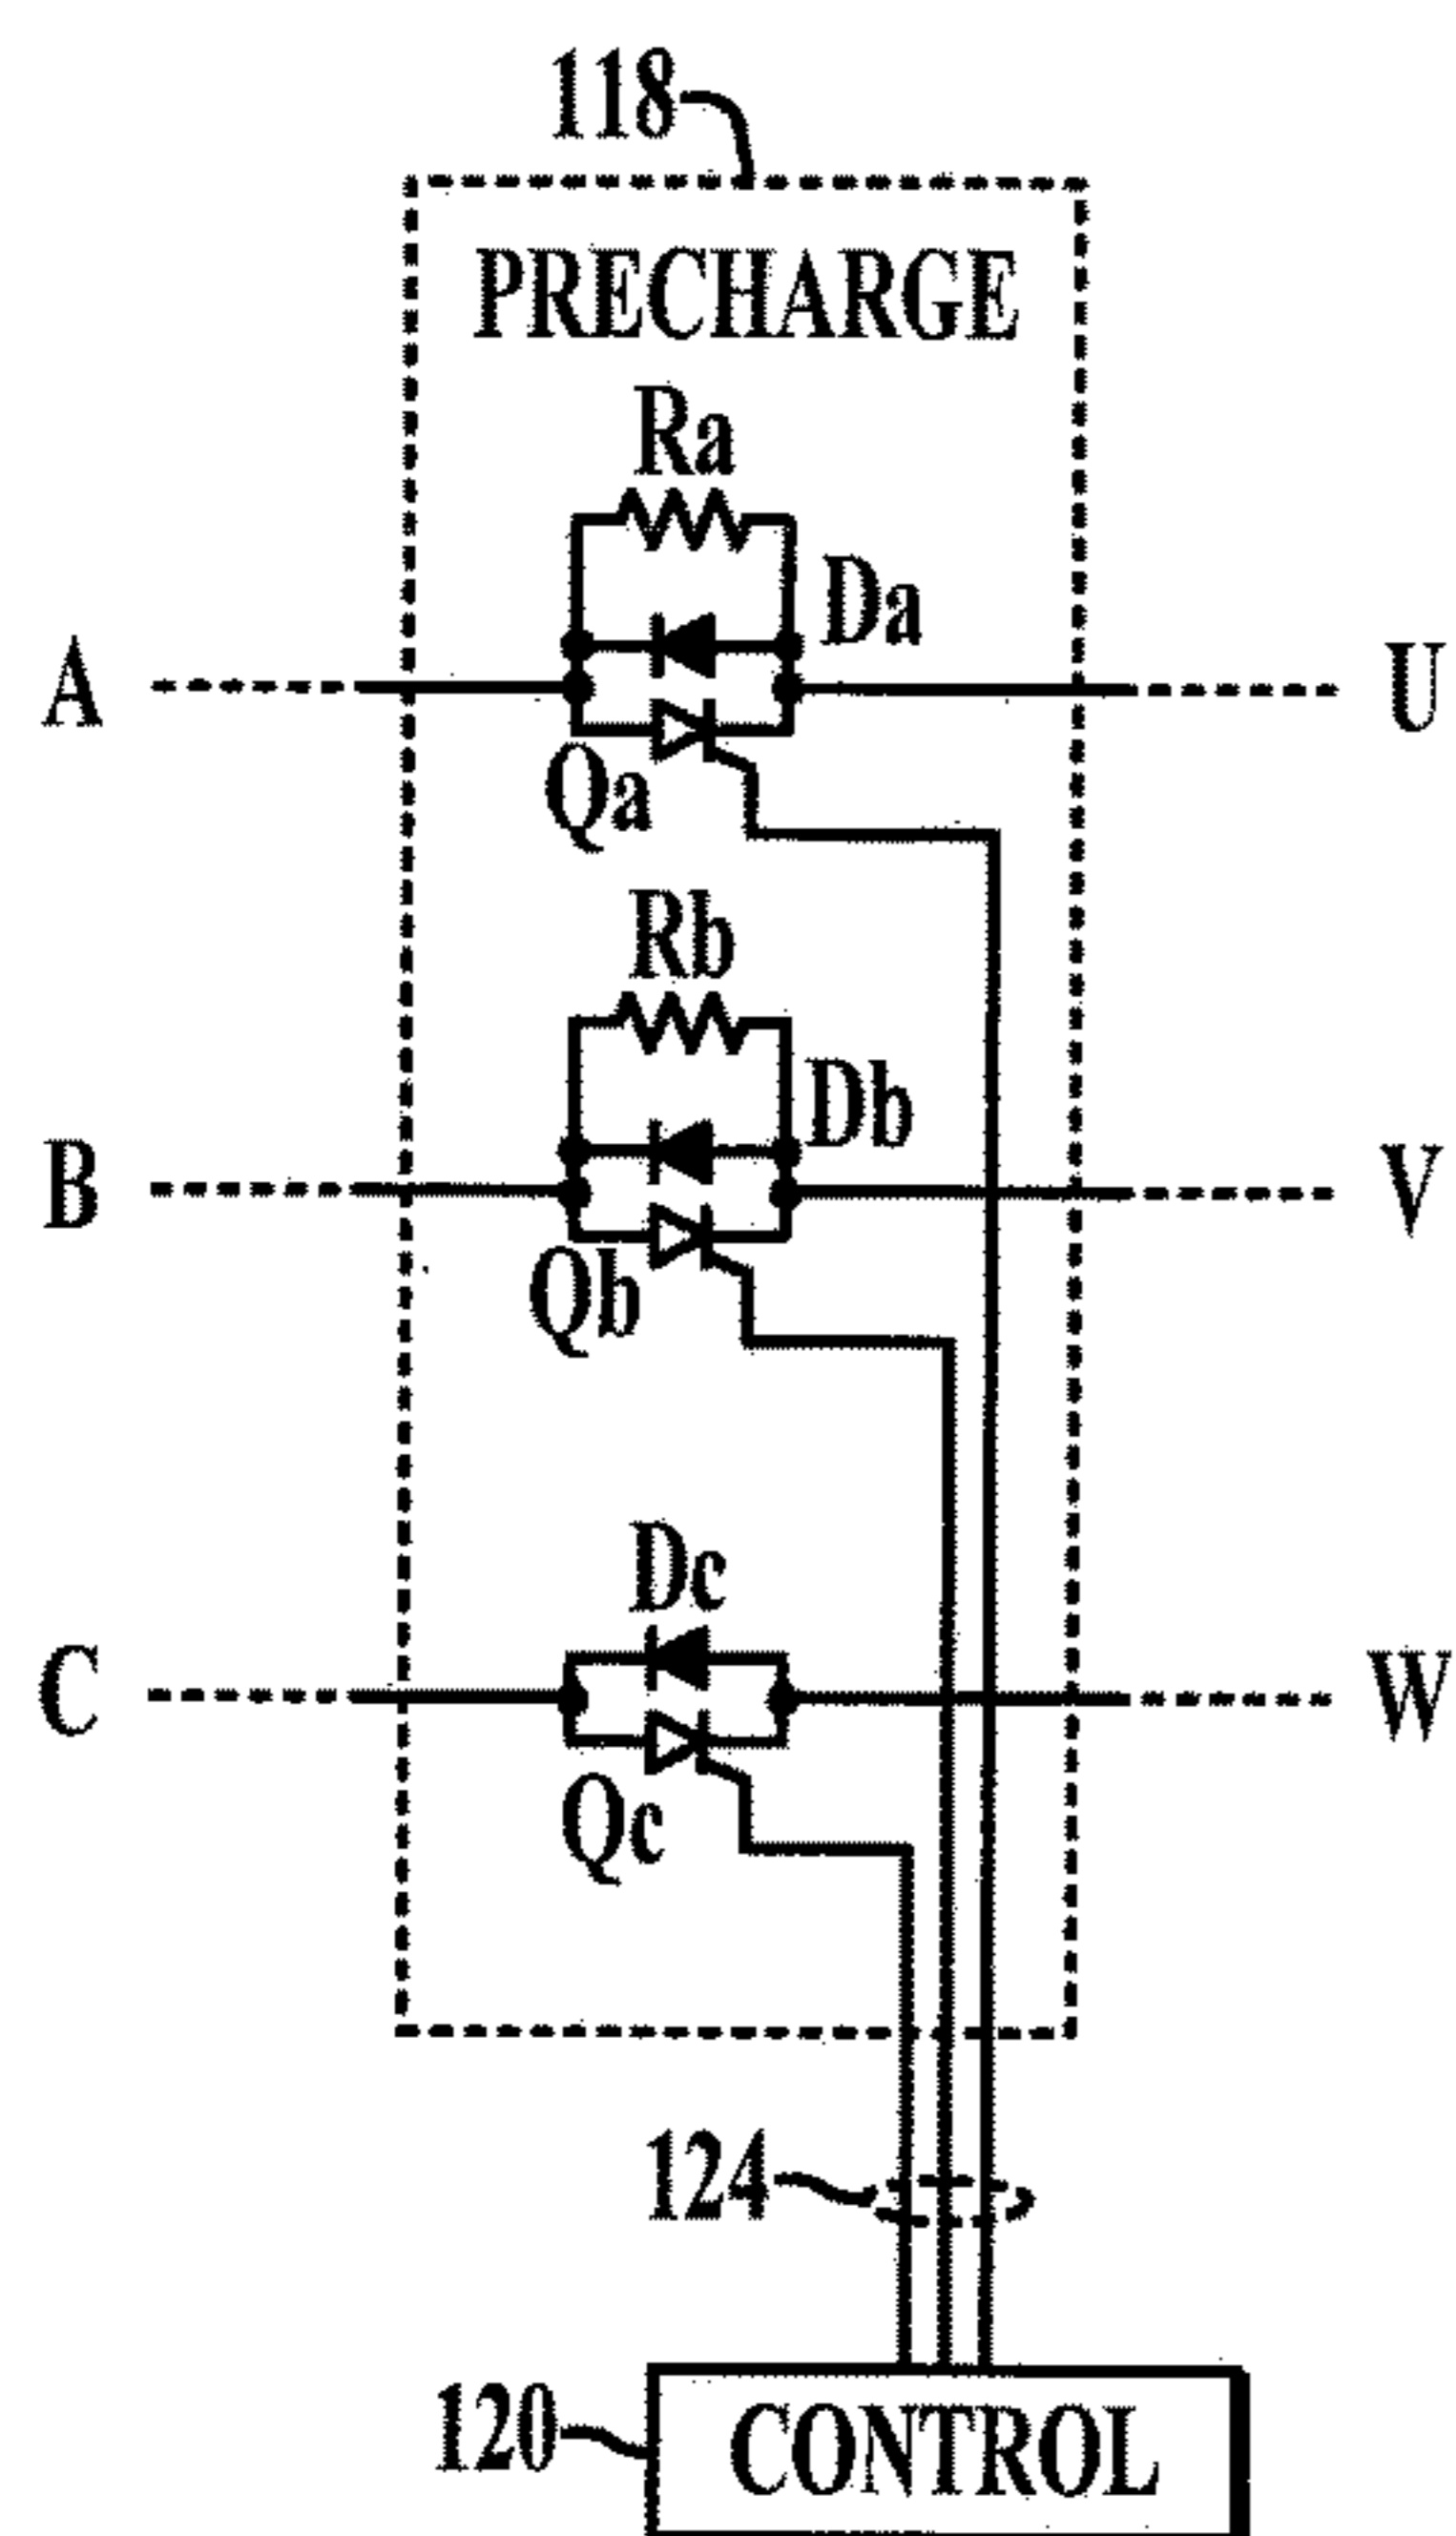 118
PRECHARGE
Ra
Da
A
U
Qa
Rb
Db
B
V
Qb
Dc
C
W
Qc
124
120
CONTROL